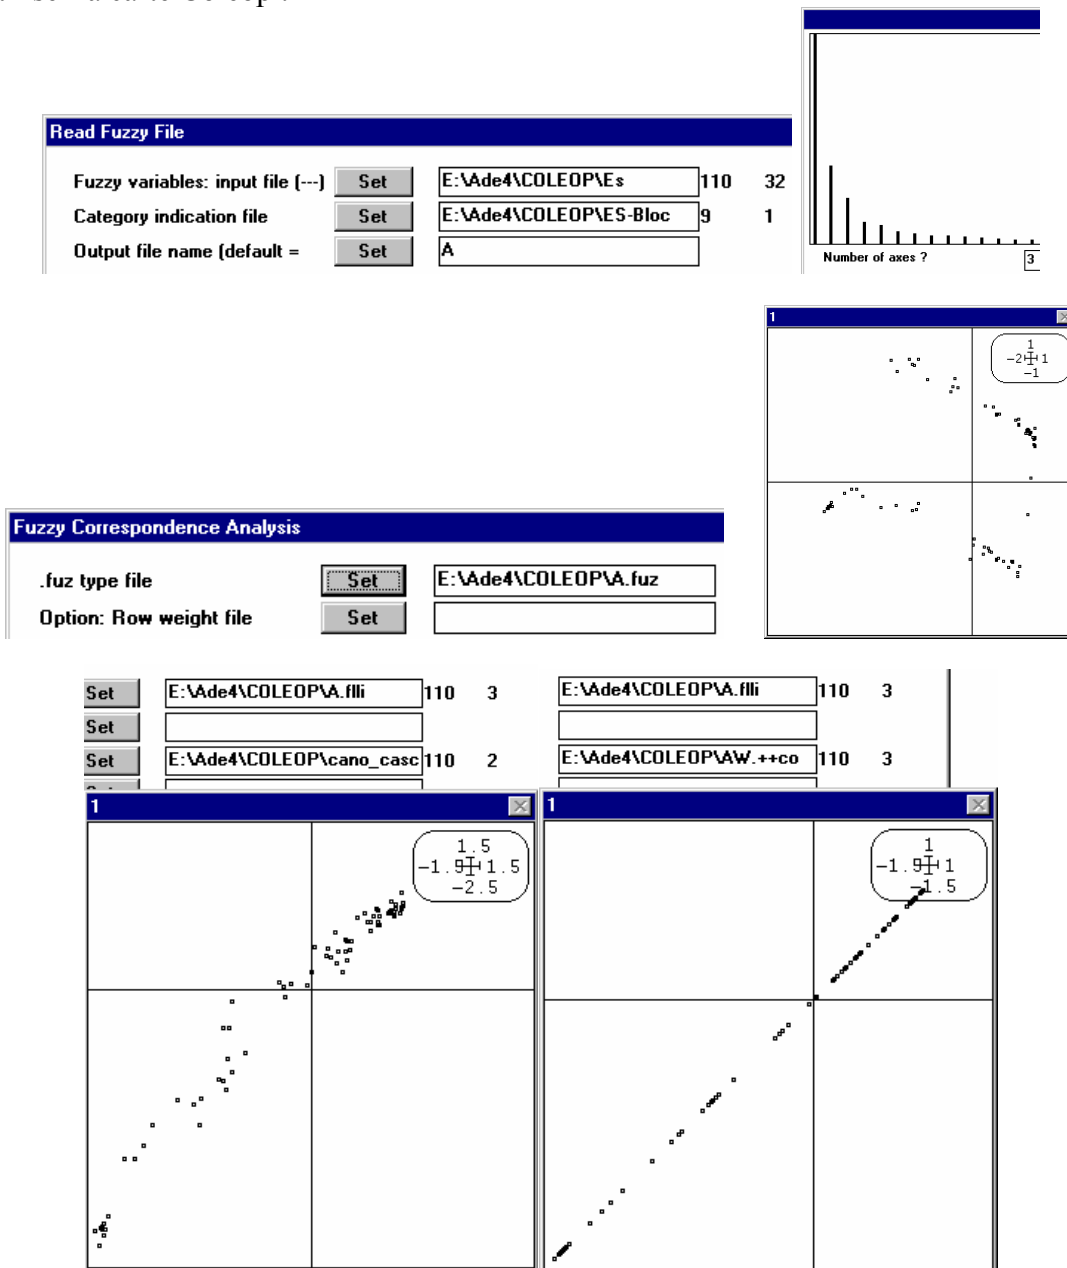 Read Fuzzy File
Fuzzy variables: input file (---) Set E:\Ade4\COLEOP\Es 110 32
Category indication file Set E:\Ade4\COLEOP\ES-Bloc 9 1
Output file name (default = Set A
Number of axes ? 3
1
1
-2 1
-1
Fuzzy Correspondence Analysis
.fuz type file Set E:\Ade4\COLEOP\A.fuz
Option: Row weight file Set
Set E:\Ade4\COLEOP\A.flli 110 3 E:\Ade4\COLEOP\A.flli 110 3
Set
Set E:\Ade4\COLEOP\cano_casc 110 2 E:\Ade4\COLEOP\AW.++co 110 3
1
1.5
-1.9 1.5
-2.5
1
1
-1.9 1
-1.5